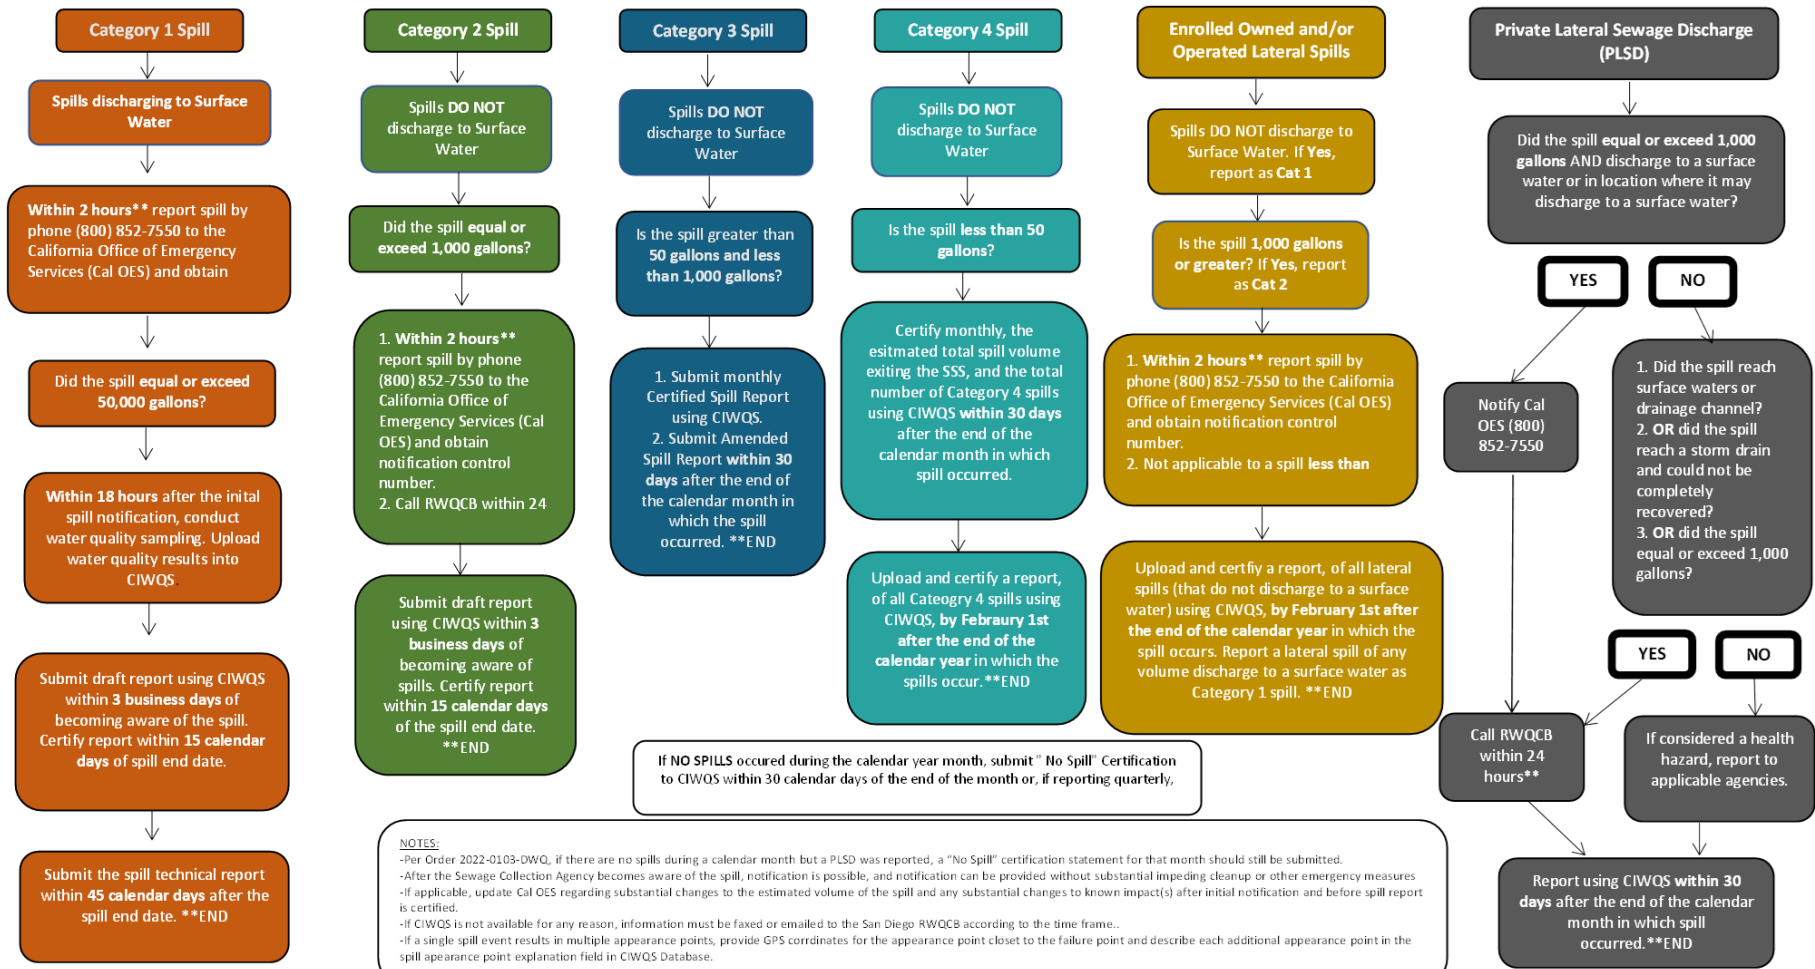 Category 1 Spill
Spills discharging to Surface
Water
Within 2 hours** report spill by
phone (800) 852-7550 to the
California Office of Emergency
Services (Cal OES) and obtain
Did the spill equal or exceed
50,000 gallons?
Within 18 hours after the inital
spill notification, conduct
water quality sampling. Upload
water quality results into
CIWQS.
Submit draft report using CIWQS
within 3 business days of
becoming aware of the spill.
Certify report within 15 calendar
days of spill end date.
Submit the spill technical report
within 45 calendar days after the
spill end date. **END
Category 2 Spill
Spills DO NOT
discharge to Surface
Water
Did the spill equal or
exceed 1,000 gallons?
1. Within 2 hours**
report spill by phone
(800) 852-7550 to the
California Office of
Emergency Services (Cal
OES) and obtain
notification control
number.
2. Call RWQCB within 24
Submit draft report
using CIWQS within 3
business days of
becoming aware of
spills. Certify report
within 15 calendar days
of the spill end date.
**END
Category 3 Spill
Spills DO NOT
discharge to Surface
Water
Is the spill greater than
50 gallons and less
than 1,000 gallons?
1. Submit monthly
Certified Spill Report
using CIWQS.
2. Submit Amended
Spill Report within 30
days after the end of
the calendar month in
which the spill
occurred. **END
Category 4 Spill
Spills DO NOT
discharge to Surface
Water
Is the spill less than 50
gallons?
Certify monthly, the
esitmated total spill volume
exiting the SSS, and the total
number of Category 4 spills
using CIWQS within 30 days
after the end of the
calendar month in which
spill occurred.
Upload and certify a report,
of all Cateogry 4 spills using
CIWQS, by Febraury 1st
after the end of the
calendar year in which the
spills occur.**END
Enrolled Owned and/or
Operated Lateral Spills
Spills DO NOT discharge to
Surface Water. If Yes,
report as Cat 1
Is the spill 1,000 gallons
or greater? If Yes, report
as Cat 2
1. Within 2 hours** report spill by
phone (800) 852-7550 to the California
Office of Emergency Services (Cal OES)
and obtain notification control
number.
2. Not applicable to a spill less than
Upload and certfiy a report, of all lateral
spills (that do not discharge to a surface
water) using CIWQS, by February 1st after
the end of the calendar year in which the
spill occurs. Report a lateral spill of any
volume discharge to a surface water as
Category 1 spill. **END
Private Lateral Sewage Discharge
(PLSD)
Did the spill equal or exceed 1,000
gallons AND discharge to a surface
water or in location where it may
discharge to a surface water?
YES
NO
Notify Cal
OES (800)
852-7550
1. Did the spill reach
surface waters or
drainage channel?
2. OR did the spill
reach a storm drain
and could not be
completely
recovered?
3. OR did the spill
equal or exceed 1,000
gallons?
YES
NO
Call RWQCB
within 24
hours**
If considered a health
hazard, report to
applicable agencies.
Report using CIWQS within 30
days after the end of the calendar
month in which spill
occurred.**END
If NO SPILLS occured during the calendar year month, submit " No Spill" Certification
to CIWQS within 30 calendar days of the end of the month or, if reporting quarterly,
NOTES:
-Per Order 2022-0103-DWQ, if there are no spills during a calendar month but a PLSD was reported, a "No Spill" certification statement for that month should still be submitted.
-After the Sewage Collection Agency becomes aware of the spill, notification is possible, and notification can be provided without substantial impeding cleanup or other emergency measures
-If applicable, update Cal OES regarding substantial changes to the estimated volume of the spill and any substantial changes to known impact(s) after initial notification and before spill report
is certified.
-If CIWQS is not available for any reason, information must be faxed or emailed to the San Diego RWQCB according to the time frame..
-If a single spill event results in multiple appearance points, provide GPS corrdinates for the appearance point closet to the failure point and describe each additional appearance point in the
spill apearance point explanation field in CIWQS Database.